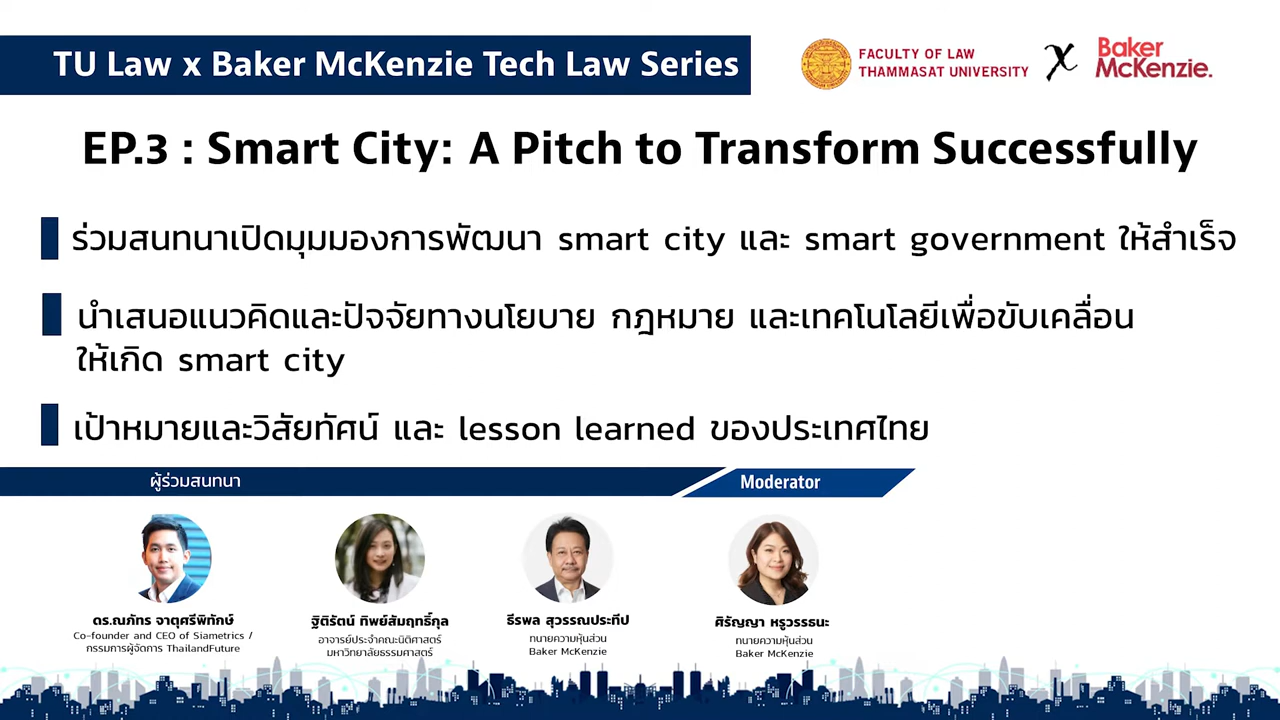 TU Law x Baker McKenzie Tech Law Series
FACULTY OF LAW
THAMMASAT UNIVERSITY
X
Baker
McKenzie.
EP.3 : Smart City: A Pitch to Transform Successfully
ร่วมสนทนาเปิดมุมมองการพัฒนา smart city และ smart government ให้สำเร็จ
นำเสนอแนวคิดและปัจจัยทางนโยบาย กฎหมาย และเทคโนโลยีเพื่อขับเคลื่อน
ให้เกิด smart city
เป้าหมายและวิสัยทัศน์ และ lesson learned ของประเทศไทย
ผู้ร่วมสนทนา
Moderator
ดร.ณภัทร จาตุศรีพิทักษ์
Co-founder and CEO of Siametrics /
กรรมการผู้จัดการ ThailandFuture
ฐิติรัตน์ ทิพย์สัมฤทธิ์กุล
อาจารย์ประจำคณะนิติศาสตร์
มหาวิทยาลัยธรรมศาสตร์
ธีรพล สุวรรณประทีป
ทนายความหุ้นส่วน
Baker McKenzie
ศิรัญญา หรูวรรธนะ
ทนายความหุ้นส่วน
Baker McKenzie